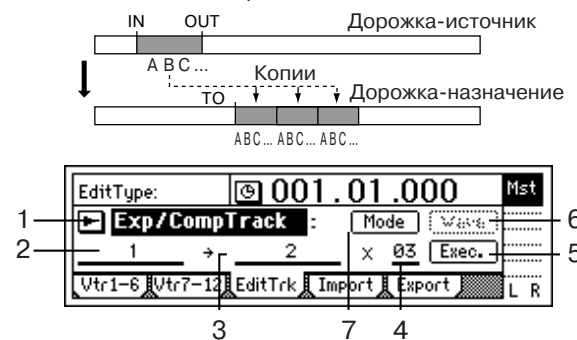 IN OUT Дорожка-источник
A B C ...
Копии
TO Дорожка-назначение
ABC... ABC... ABC...
EditType: 001.01.000 Mst
1 Exp/CompTrack : Mode Wave 6
2 1 → 2 x 03 Exec. 5
Vtr1-6 Vtr7-12 EditTrk Import Export L R
3 7 4